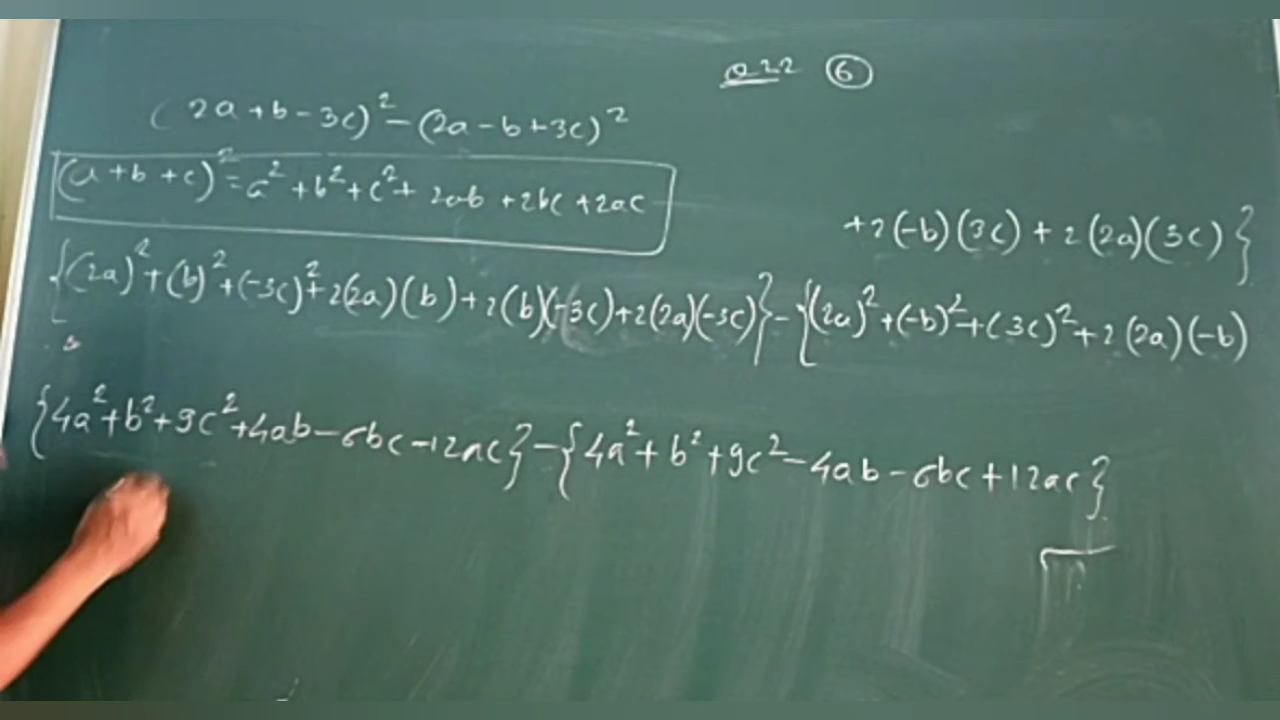 Q22 (6)
(2a+b-3c)²-(2a-b+3c)²
(a+b+c)²=a²+b²+c²+2ab+2bc+2ac
{(2a)²+(b)²+(-3c)²+2(2a)(b)+2(b)(-3c)+2(2a)(-3c)}-{(2a)²+(-b)²+(3c)²+2(2a)(-b)
+2(-b)(3c)+2(2a)(3c)}
{4a²+b²+9c²+4ab-6bc-12ac}-{4a²+b²+9c²-4ab-6bc+12ac}